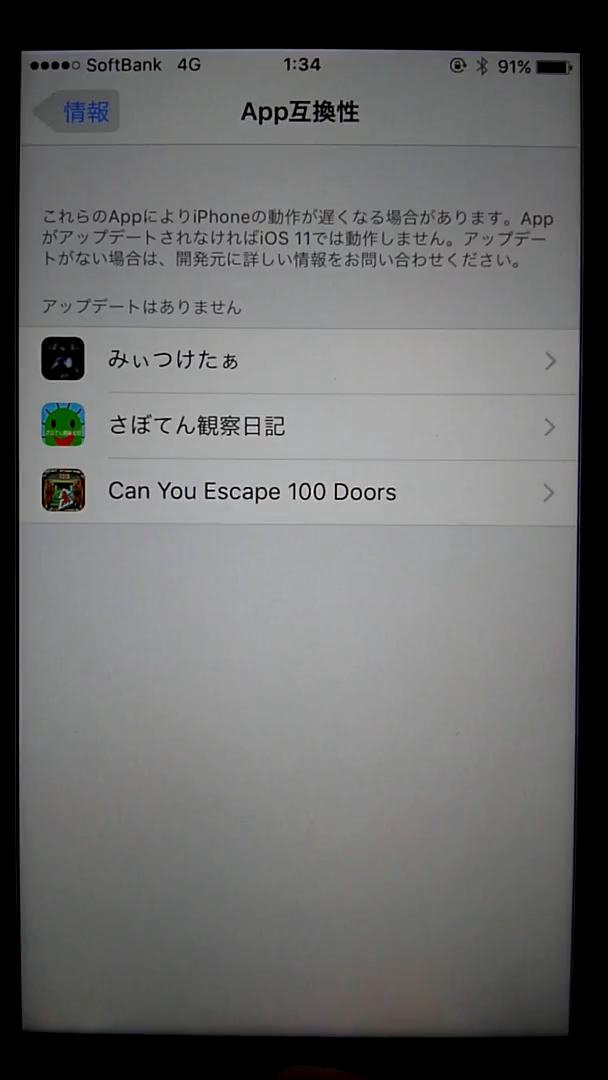 SoftBank 4G 1:34 91%
情報 App互換性
これらのAppによりiPhoneの動作が遅くなる場合があります。App
がアップデートされなければiOS 11では動作しません。アップデー
トがない場合は、開発元に詳しい情報をお問い合わせください。
アップデートはありません
みぃつけたぁ
さぼてん観察日記
Can You Escape 100 Doors